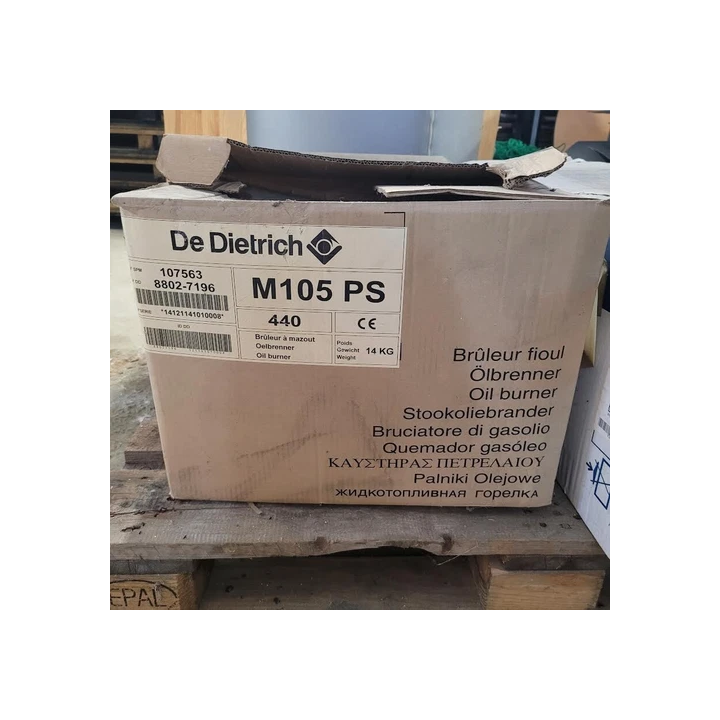 De Dietrich
107563
8802-7196
M105 PS
*14121141010008*
440
CE
Brûleur à mazout
Oelbrenner
Oil burner
Poids
Gewicht
Weight
14 KG
Brûleur fioul
Ölbrenner
Oil burner
Stookoliebrander
Bruciatore di gasolio
Quemador gasóleo
ΚΑΥΣΤΗΡΑΣ ΠΕΤΡΕΛΑΙΟΥ
Palniki Olejowe
ЖИДКОТОПЛИВНАЯ ГОРЕЛКА
EPAL